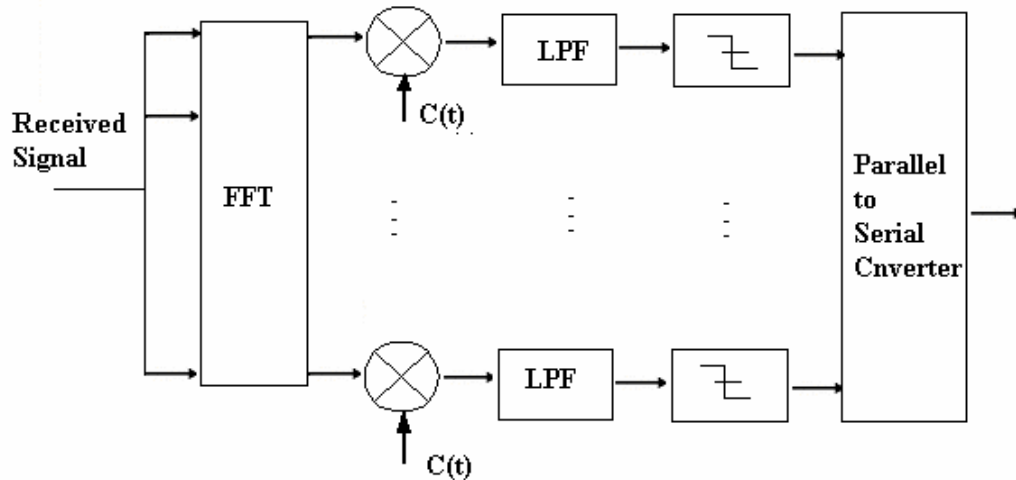 Received
Signal
FFT
C(t)
LPF
Parallel
to
Serial
Cnverter
C(t)
LPF